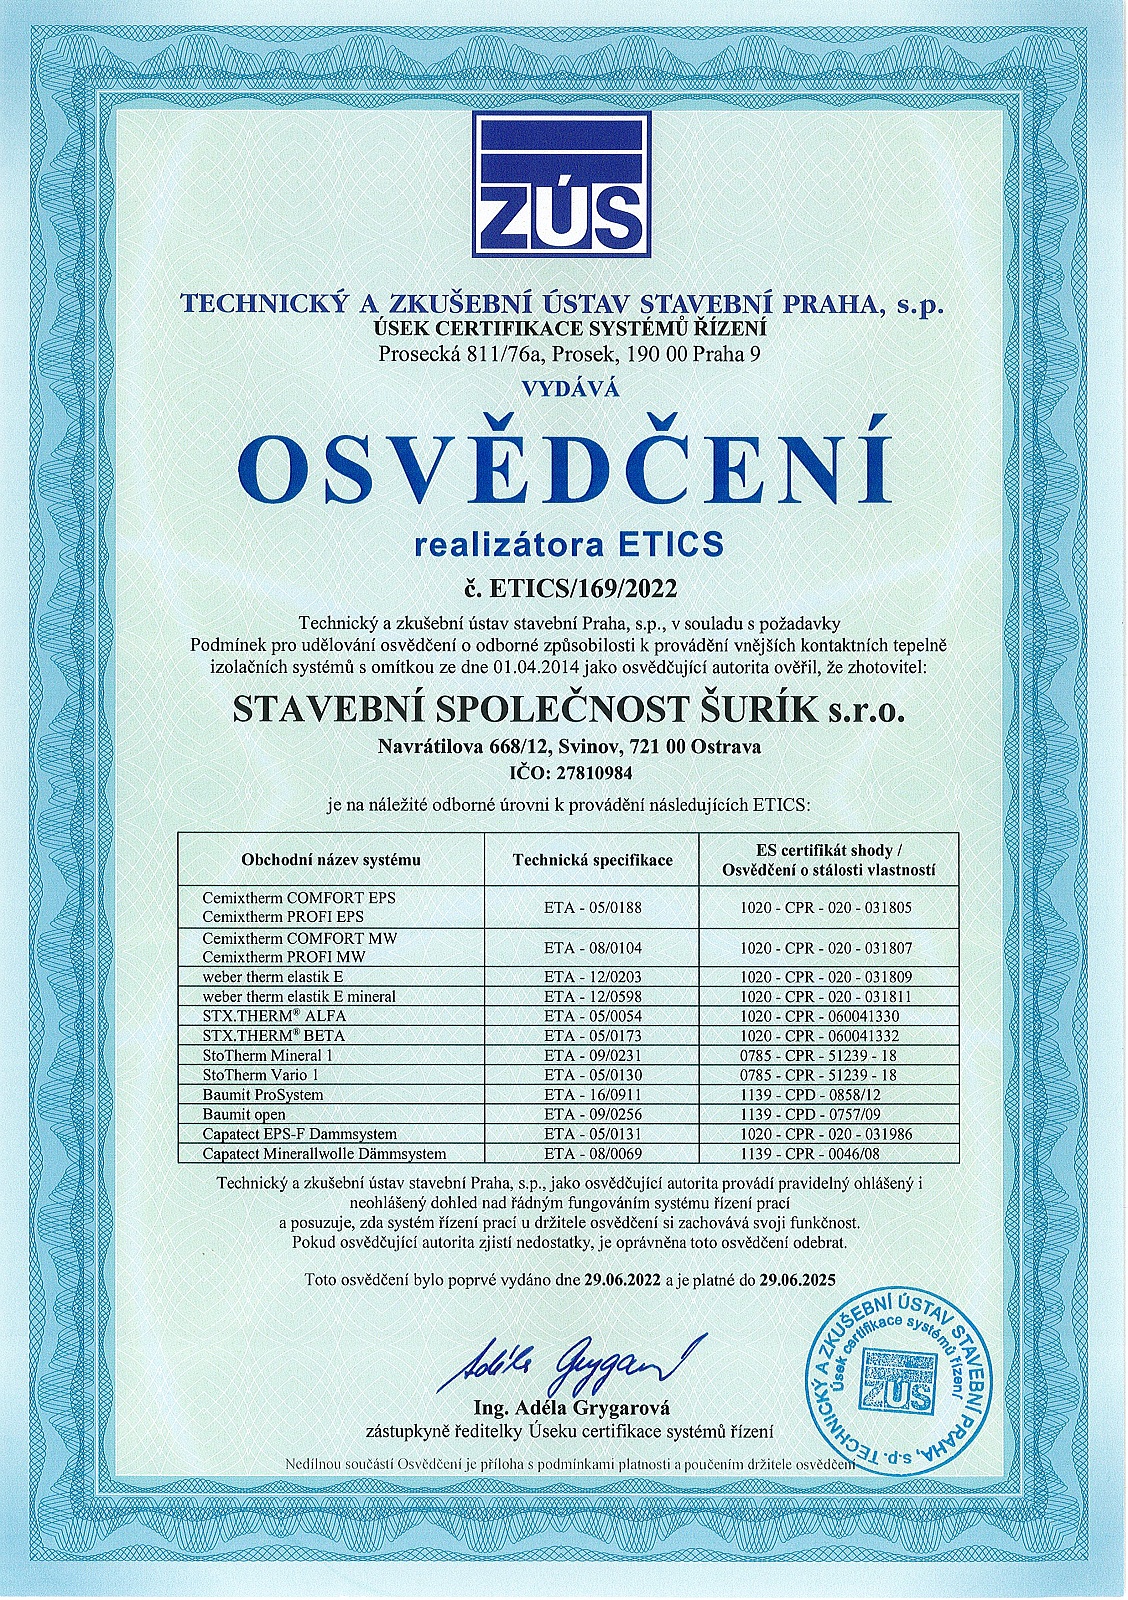 ZÚS
TECHNICKÝ A ZKUŠEBNÍ ÚSTAV STAVEBNÍ PRAHA, s.p.
ÚSEK CERTIFIKACE SYSTÉMŮ ŘÍZENÍ
Prosecká 811/76a, Prosek, 190 00 Praha 9
VYDÁVÁ
OSVĚDČENÍ
realizátora ETICS
č. ETICS/169/2022
Technický a zkušební ústav stavební Praha, s.p., v souladu s požadavky
Podmínek pro udělování osvědčení o odborné způsobilosti k provádění vnějších kontaktních tepelně
izolačních systémů s omítkou ze dne 01.04.2014 jako osvědčující autorita ověřil, že zhotovitel:
STAVEBNÍ SPOLEČNOST ŠURÍK s.r.o.
Navrátilova 668/12, Svinov, 721 00 Ostrava
IČO: 27810984
je na náležité odborné úrovni k provádění následujících ETICS:
Obchodní název systému Technická specifikace ES certifikát shody /
Osvědčení o stálosti vlastností
Cemixtherm COMFORT EPS
Cemixtherm PROFI EPS ETA - 05/0188 1020 - CPR - 020 - 031805
Cemixtherm COMFORT MW
Cemixtherm PROFI MW ETA - 08/0104 1020 - CPR - 020 - 031807
weber therm elastik E ETA - 12/0203 1020 - CPR - 020 - 031809
weber therm elastik E mineral ETA - 12/0598 1020 - CPR - 020 - 031811
STX.THERM® ALFA ETA - 05/0054 1020 - CPR - 060041330
STX.THERM® BETA ETA - 05/0173 1020 - CPR - 060041332
StoTherm Mineral 1 ETA - 09/0231 0785 - CPR - 51239 - 18
StoTherm Vario 1 ETA - 05/0130 0785 - CPR - 51239 - 18
Baumit ProSystem ETA - 16/0911 1139 - CPD - 0858/12
Baumit open ETA - 09/0256 1139 - CPD - 0757/09
Capatect EPS-F Dammsystem ETA - 05/0131 1020 - CPR - 020 - 031986
Capatect Minerallwolle Dämmsystem ETA - 08/0069 1139 - CPR - 0046/08
Technický a zkušební ústav stavební Praha, s.p., jako osvědčující autorita provádí pravidelný ohlášený i
neohlášený dohled nad řádným fungováním systému řízení prací
a posuzuje, zda systém řízení prací u držitele osvědčení si zachovává svoji funkčnost.
Pokud osvědčující autorita zjistí nedostatky, je oprávněna toto osvědčení odebrat.
Toto osvědčení bylo poprvé vydáno dne 29.06.2022 a je platné do 29.06.2025
Adéla Grygarová
Ing. Adéla Grygarová
zástupkyně ředitelky Úseku certifikace systémů řízení
Nedílnou součástí Osvědčení je příloha s podmínkami platnosti a poučením držitele osvědčení
TECHNICKÝ A ZKUŠEBNÍ ÚSTAV STAVEBNÍ PRAHA, s.p.
Úsek certifikace systémů řízení
ZÚS